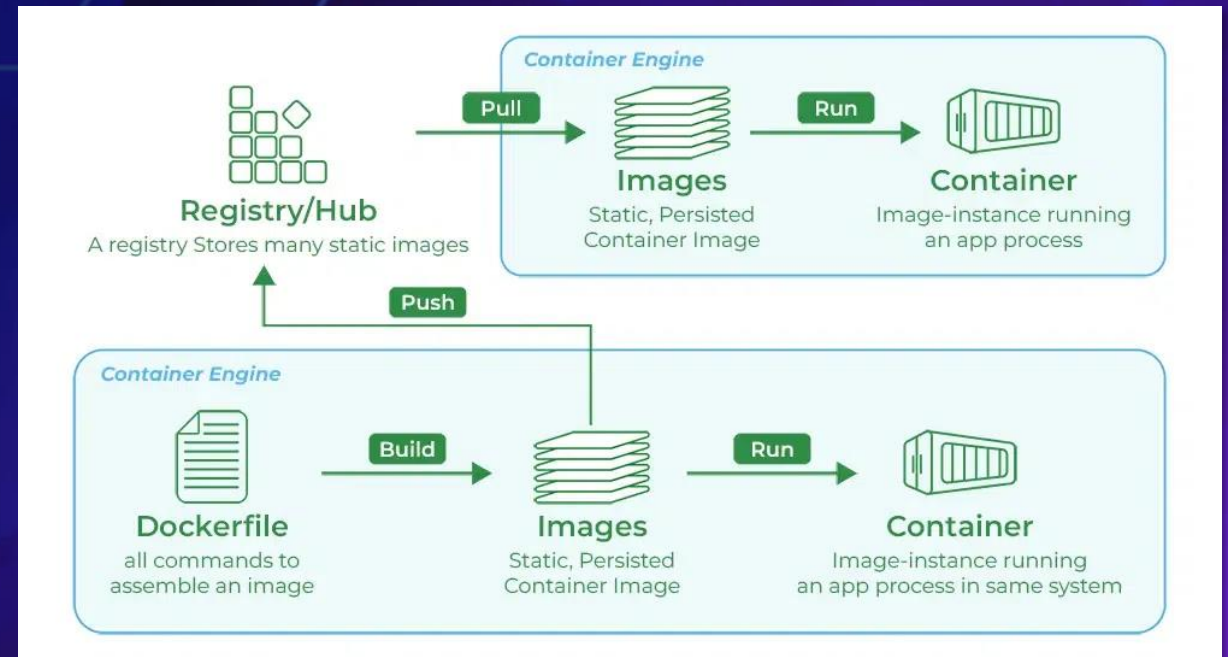 Container Engine
Pull
Run
Images
Static, Persisted
Container Image
Container
Image-instance running
an app process
Registry/Hub
A registry Stores many static images
Push
Container Engine
Build
Run
Dockerfile
all commands to
assemble an image
Images
Static, Persisted
Container Image
Container
Image-instance running
an app process in same system